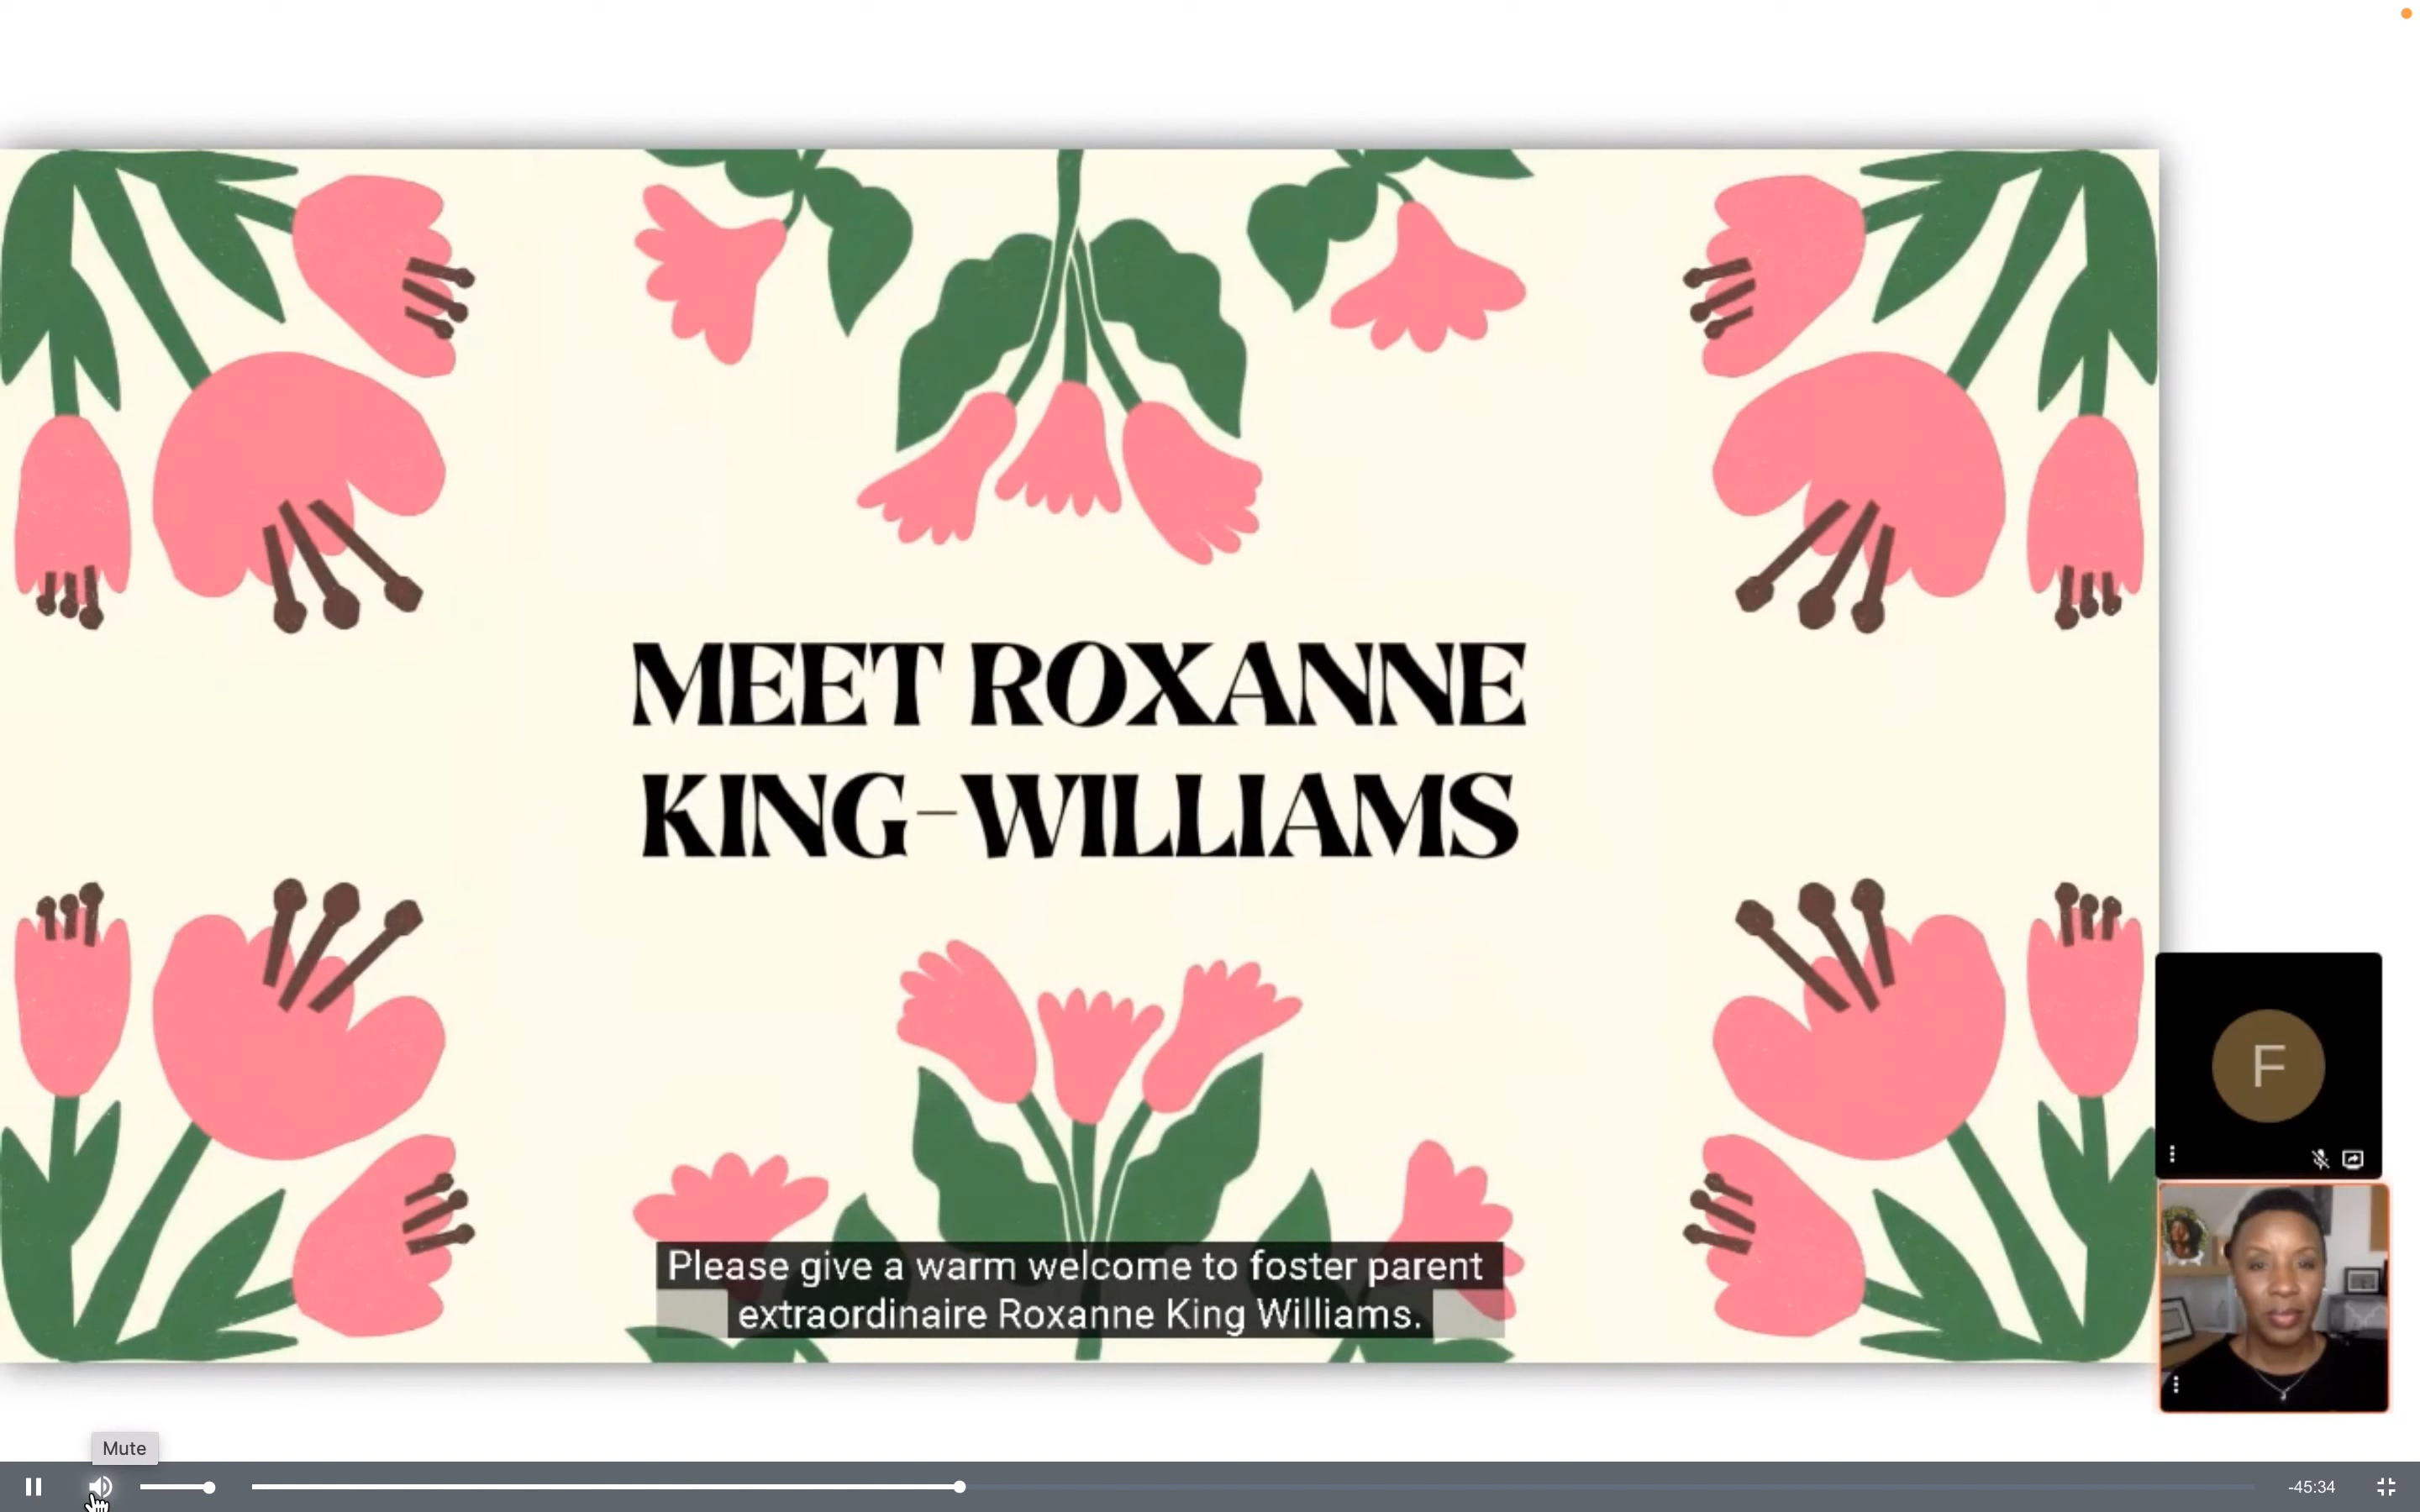 MEET ROXANNE
KING-WILLIAMS
F
Please give a warm welcome to foster parent
extraordinaire Roxanne King Williams.
Mute
-45:34